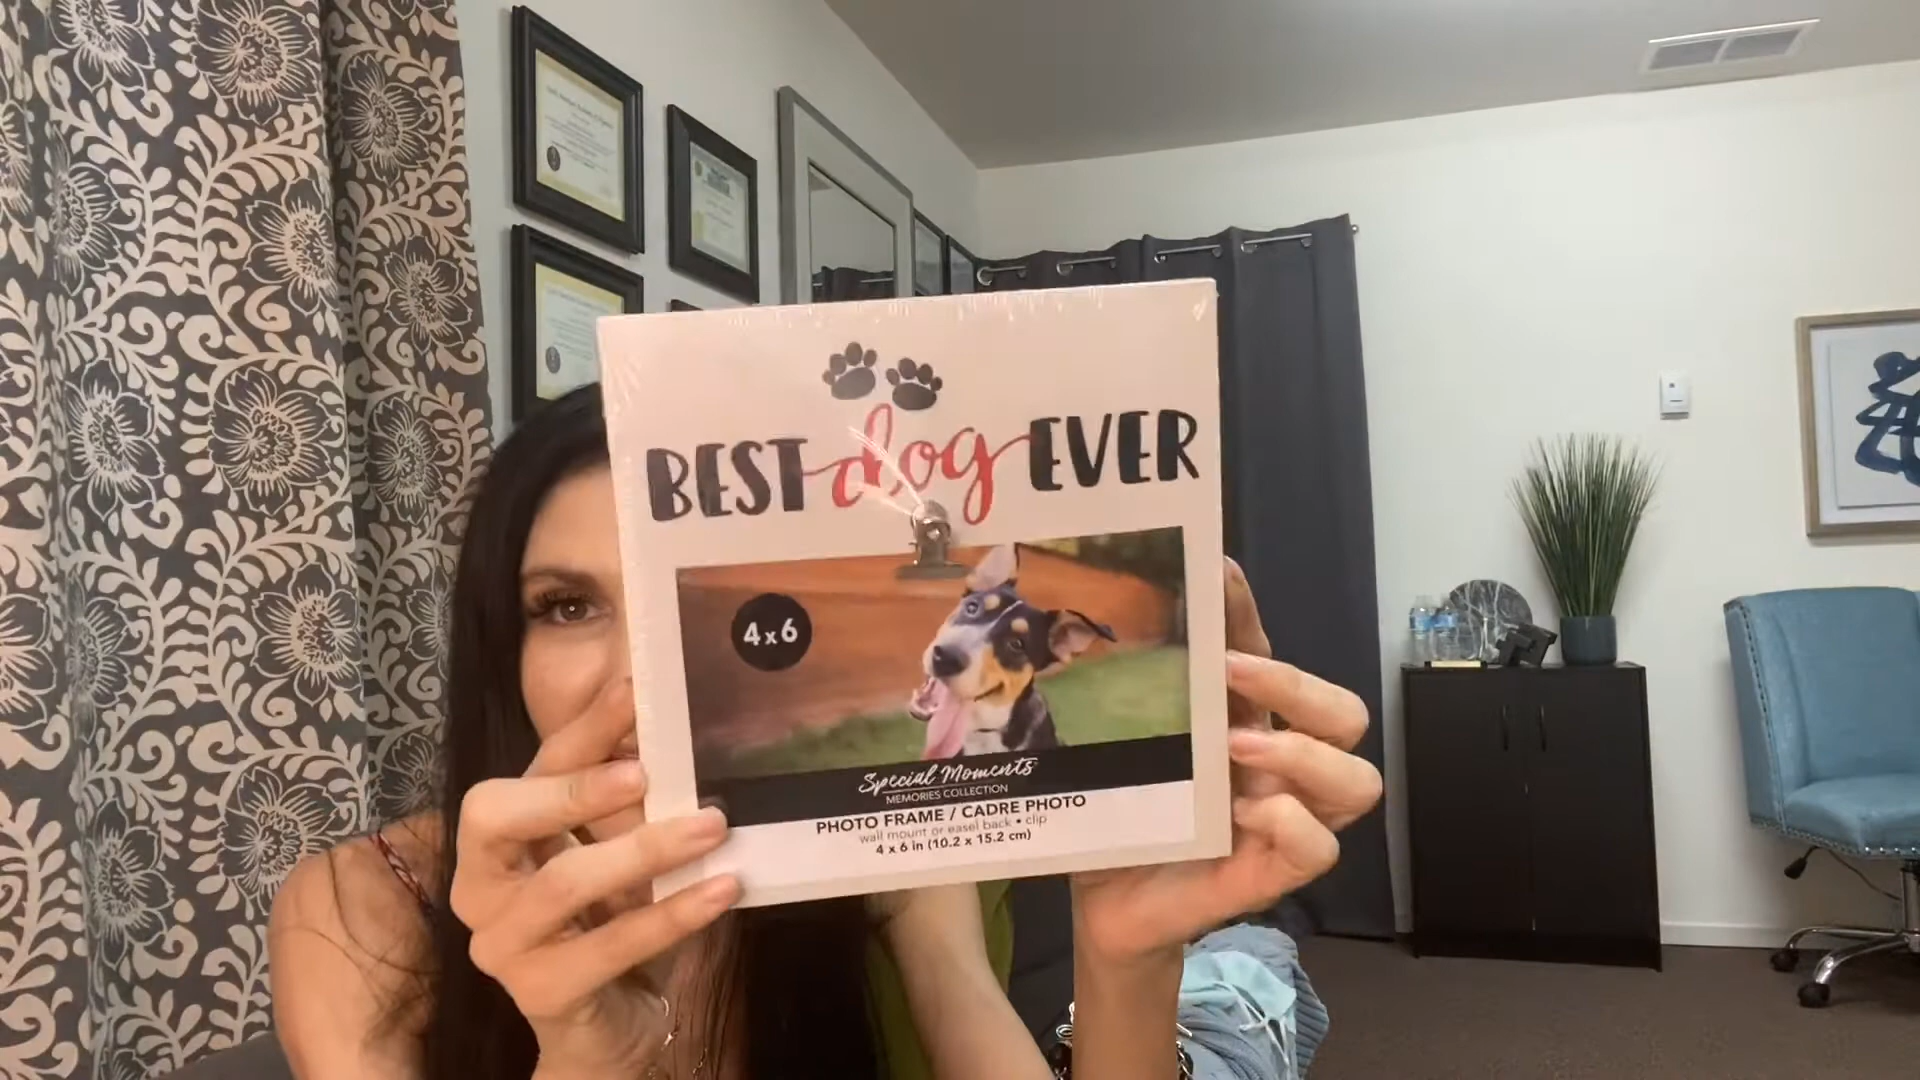 BEST dog EVER
4x6
Special Moments
MEMORIES COLLECTION
PHOTO FRAME / CADRE PHOTO
wall mount or easel back • clip
4 x 6 in (10.2 x 15.2 cm)